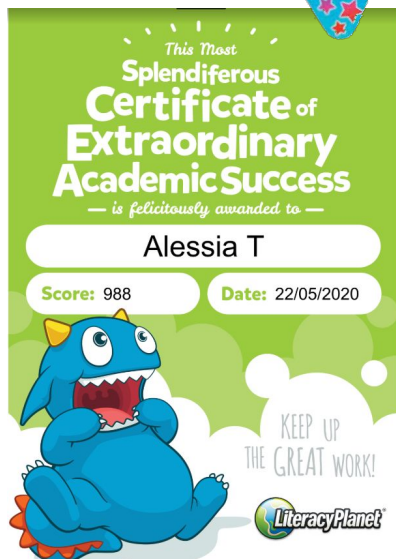 This Most
Splendiferous
Certificate of
Extraordinary
Academic Success
— is felicitously awarded to —
Alessia T
Score: 988
Date: 22/05/2020
KEEP UP
THE GREAT WORK!
LiteracyPlanet